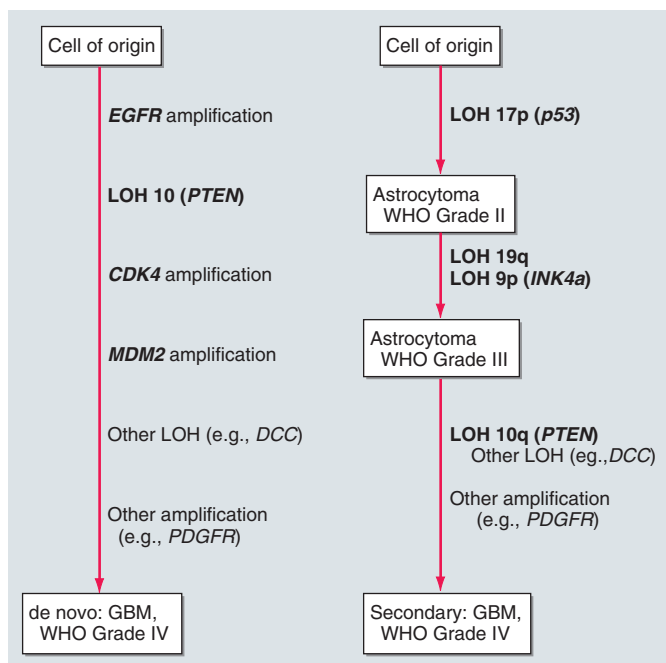 Cell of origin
EGFR amplification
LOH 10 (PTEN)
CDK4 amplification
MDM2 amplification
Other LOH (e.g., DCC)
Other amplification
(e.g., PDGFR)
de novo: GBM,
WHO Grade IV
Cell of origin
LOH 17p (p53)
Astrocytoma
WHO Grade II
LOH 19q
LOH 9p (INK4a)
Astrocytoma
WHO Grade III
LOH 10q (PTEN)
Other LOH (eg.,DCC)
Other amplification
(e.g., PDGFR)
Secondary: GBM,
WHO Grade IV